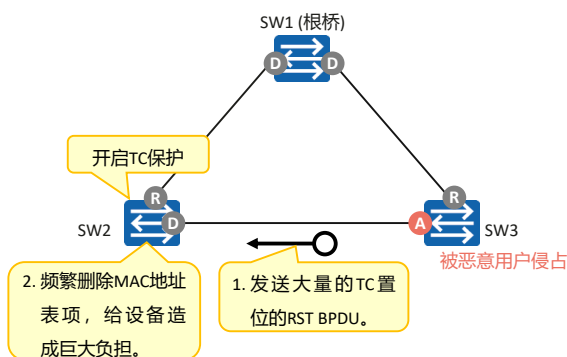 SW1 (根桥)
D
D
开启TC保护
R
R
SW2
D
A
SW3
被恶意用户侵占
2. 频繁删除MAC地址
表项，给设备造
成巨大负担。
1. 发送大量的TC置
位的RST BPDU。